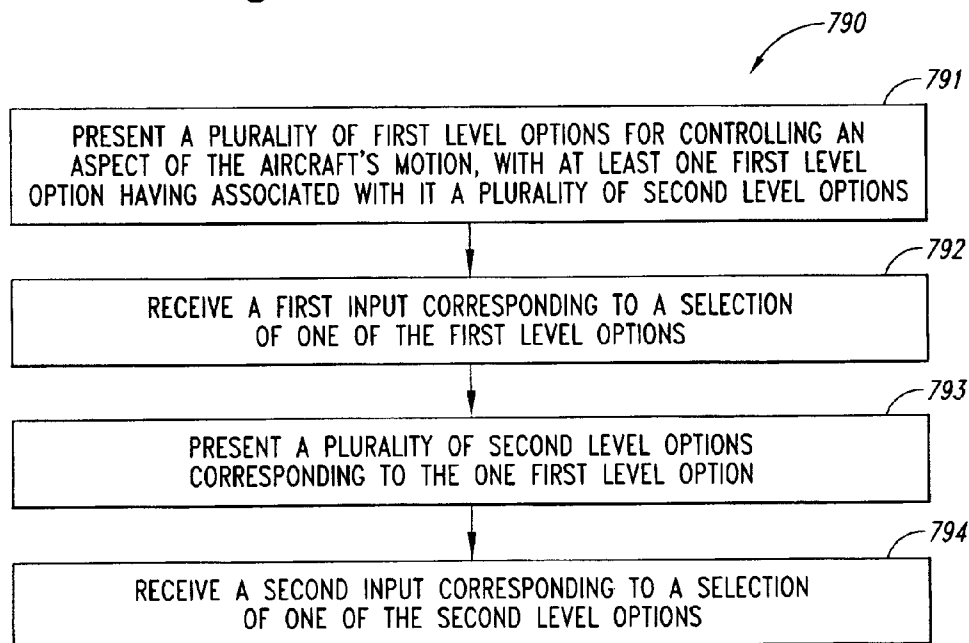 790
791
PRESENT A PLURALITY OF FIRST LEVEL OPTIONS FOR CONTROLLING AN
ASPECT OF THE AIRCRAFT'S MOTION, WITH AT LEAST ONE FIRST LEVEL
OPTION HAVING ASSOCIATED WITH IT A PLURALITY OF SECOND LEVEL OPTIONS
792
RECEIVE A FIRST INPUT CORRESPONDING TO A SELECTION
OF ONE OF THE FIRST LEVEL OPTIONS
793
PRESENT A PLURALITY OF SECOND LEVEL OPTIONS
CORRESPONDING TO THE ONE FIRST LEVEL OPTION
794
RECEIVE A SECOND INPUT CORRESPONDING TO A SELECTION
OF ONE OF THE SECOND LEVEL OPTIONS